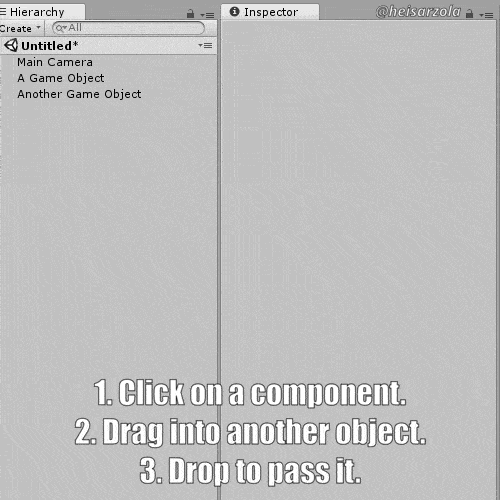 Hierarchy
Inspector
@heisarzola
Create
All
Untitled*
Main Camera
A Game Object
Another Game Object
1. Click on a component.
2. Drag into another object.
3. Drop to pass it.